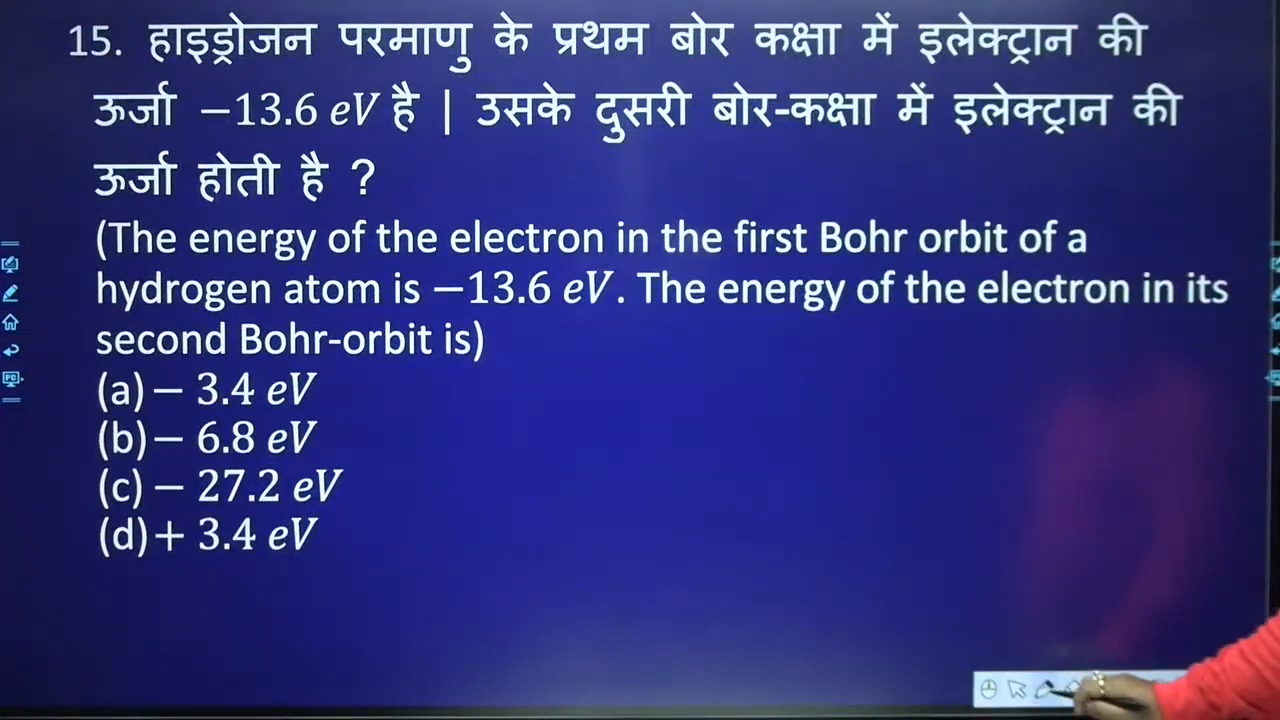 15. हाइड्रोजन परमाणु के प्रथम बोर कक्षा में इलेक्ट्रान की
ऊर्जा −13.6 eV है | उसके दुसरी बोर-कक्षा में इलेक्ट्रान की
ऊर्जा होती है ?
(The energy of the electron in the first Bohr orbit of a
hydrogen atom is −13.6 eV. The energy of the electron in its
second Bohr-orbit is)
(a) − 3.4 eV
(b) − 6.8 eV
(c) − 27.2 eV
(d) + 3.4 eV